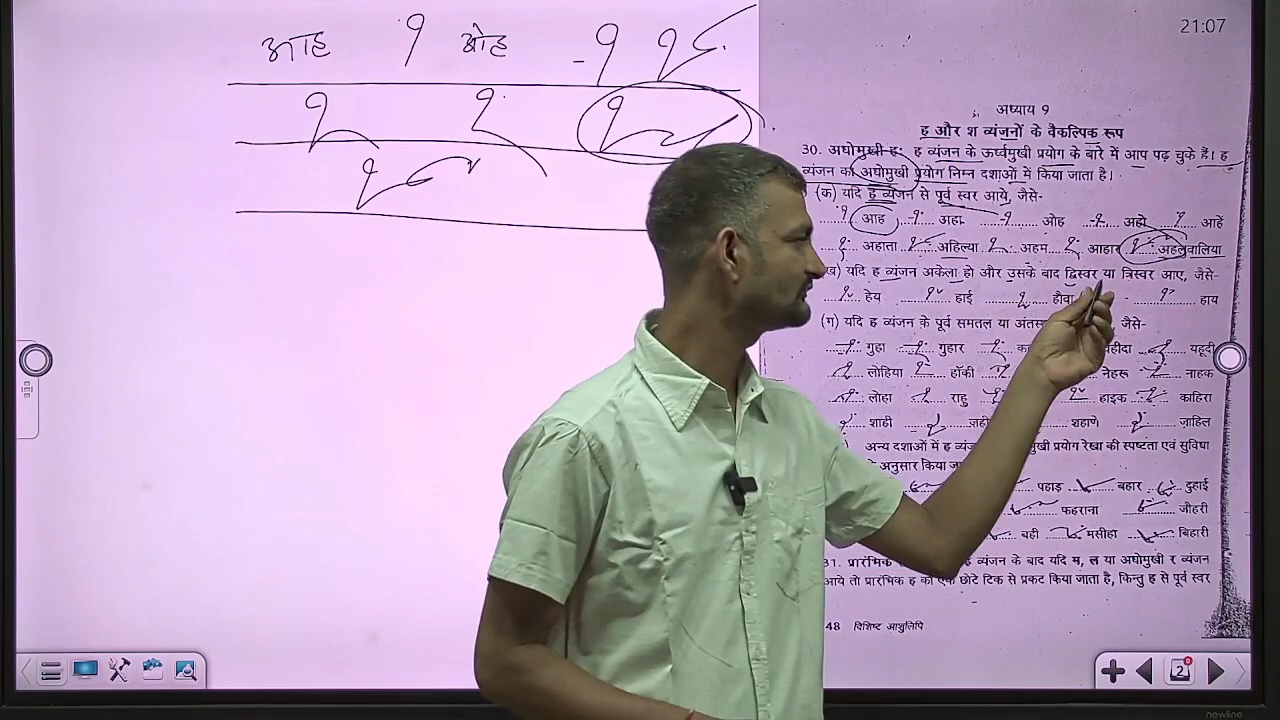 आह ओह
21:07
अध्याय 9
ह और श व्यंजनों के वैकल्पिक रूप
30. अधोमुखी ह: ह व्यंजन के ऊर्ध्वमुखी प्रयोग के बारे में आप पढ़ चुके हैं। ह
व्यंजन का अधोमुखी प्रयोग निम्न दशाओं में किया जाता है।
(क) यदि ह व्यंजन से पूर्व स्वर आये, जैसे-
आह अहा ओह अहो आहें
अहाता अहिल्या अहम आहार अहलुवालिया
यदि ह व्यंजन अकेला हो और उसके बाद द्विस्वर या त्रिस्वर आए, जैसे-
हेय हाई हौवा हाय
(ग) यदि ह व्यंजन के पूर्व समतल या जैसे-
गुहा गुहार यहूदी
लोहिया हॉकी नेहरू नाहक
लोहा राहु हाइक काहिरा
शाही शहाणे जाहिल
अन्य दशाओं में ह प्रयोग रेखा की स्पष्टता एवं सुविधा
के अनुसार किया
पहाड़ बहार दुहाई
फहराना जौहरी
बही मसीहा बिहारी
31. प्रारंभिक व्यंजन के बाद यदि म, ल या अधोमुखी र व्यंजन
आये तो प्रारंभिक ह को एक छोटे टिक से प्रकट किया जाता है, किन्तु ह से पूर्व स्वर
48 विशिष्ट आशुलिपि
2
newline